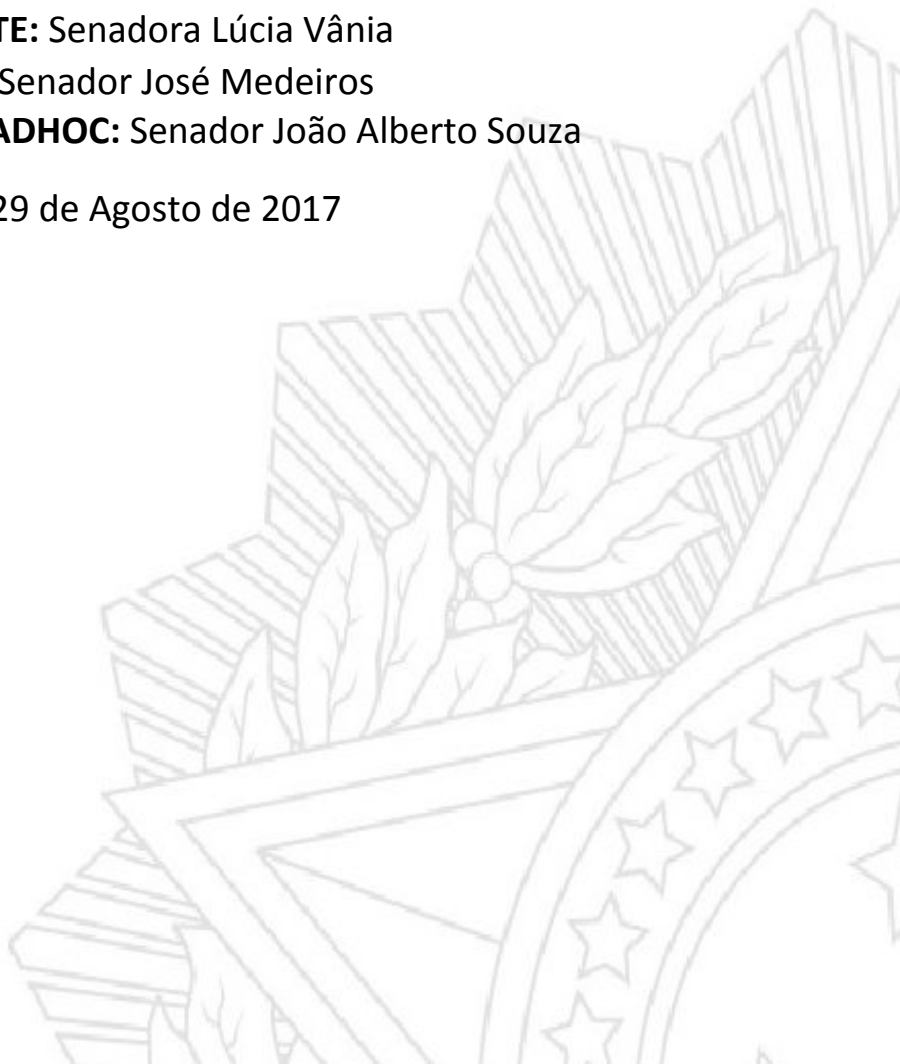 TE: Senadora Lúcia Vânia
Senador José Medeiros
ADHOC: Senador João Alberto Souza
29 de Agosto de 2017